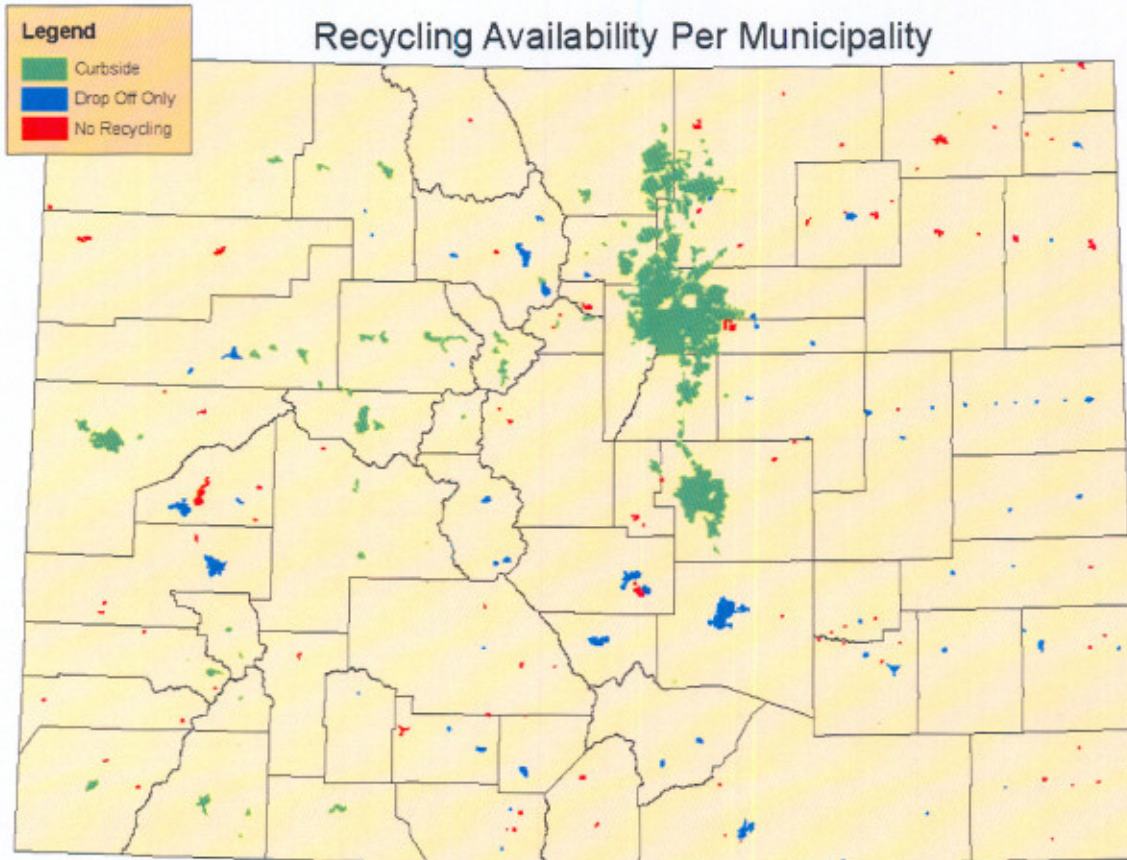 Legend
Curbside
Drop Off Only
No Recycling
Recycling Availability Per Municipality